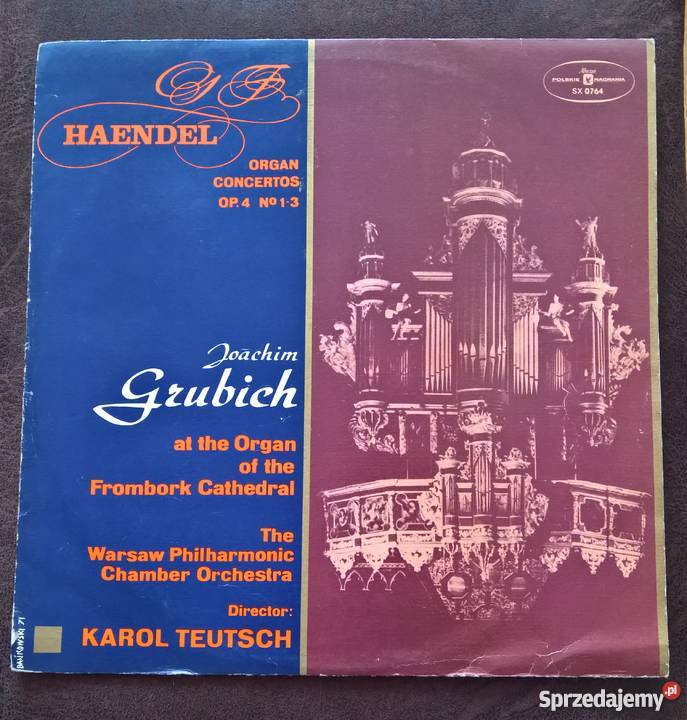 G F
HAENDEL
ORGAN
CONCERTOS
OP. 4 Nº 1-3
Muza
POLSKIE NAGRANIA
SX 0764
Joachim
Grubich
at the Organ
of the
Frombork Cathedral
The
Warsaw Philharmonic
Chamber Orchestra
Director:
KAROL TEUTSCH
Sprzedajemy.pl